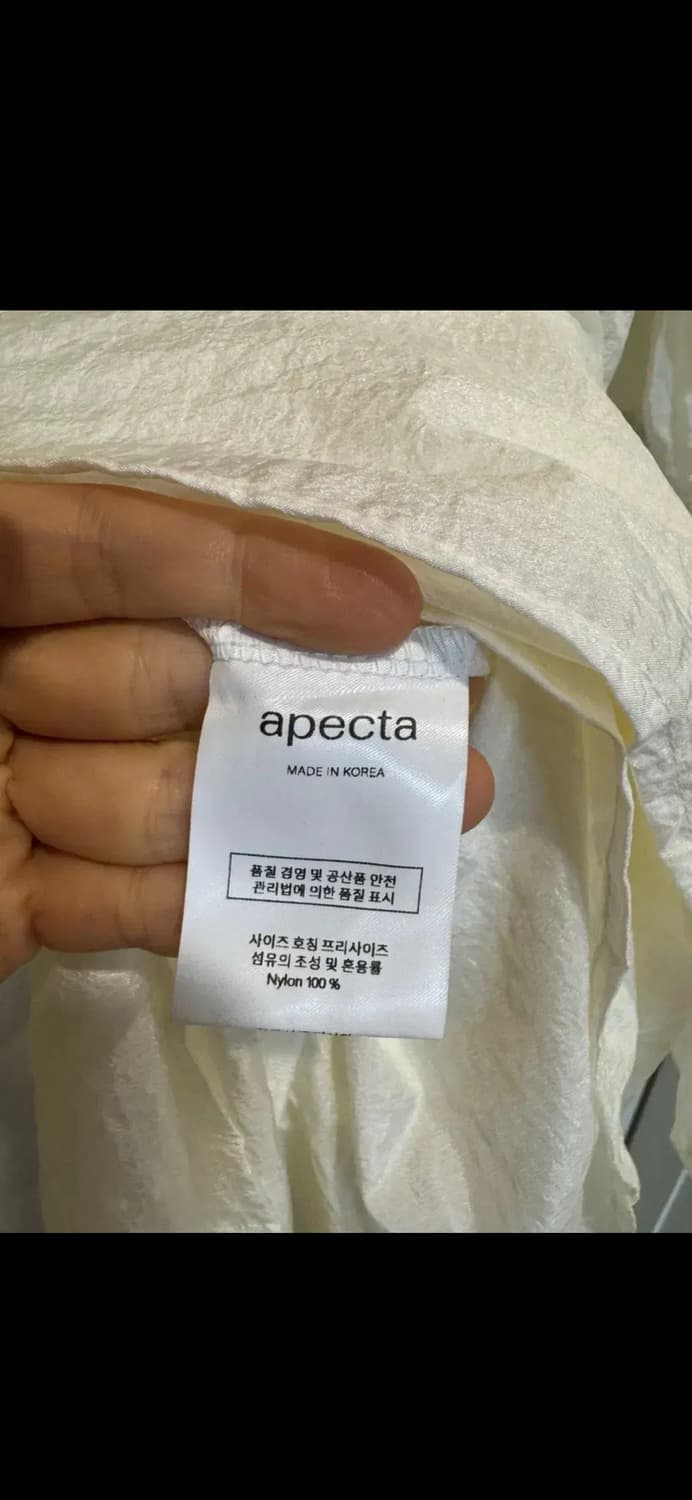 apecta
MADE IN KOREA
품질 경영 및 공산품 안전
관리법에 의한 품질 표시
사이즈 호칭 프리사이즈
섬유의 조성 및 혼용률
Nylon 100 %